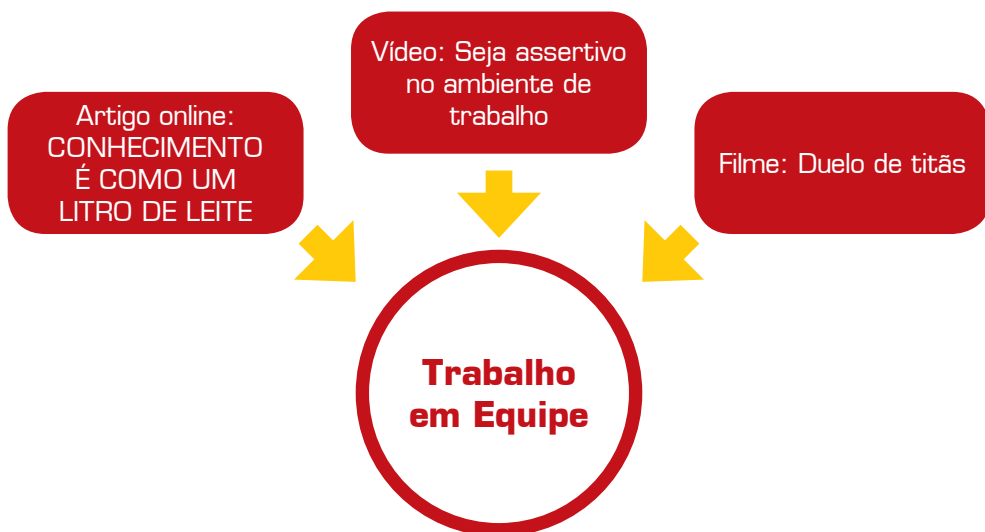 Artigo online:
CONHECIMENTO
É COMO UM
LITRO DE LEITE
Vídeo: Seja assertivo
no ambiente de
trabalho
Filme: Duelo de titãs
Trabalho
em Equipe